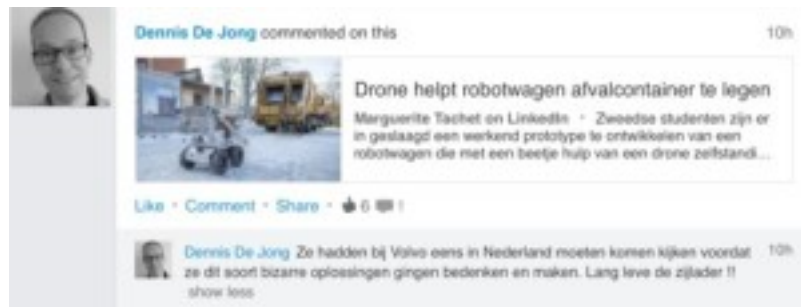 Dennis De Jong commented on this 10h
Drone helpt robotwagen afvalcontainer te legen
Marguerite Tachet on LinkedIn • Zweedse studenten zijn er
in geslaagd een werkend prototype te ontwikkelen van een
robotwagen die met een beetje hulp van een drone zelfstandi...
Like • Comment • Share • 6 1
Dennis De Jong Ze hadden bij Volvo eens in Nederland moeten komen kijken voordat 10h
ze dit soort bizarre oplossingen gingen bedenken en maken. Lang leve de zijlader !!
show less